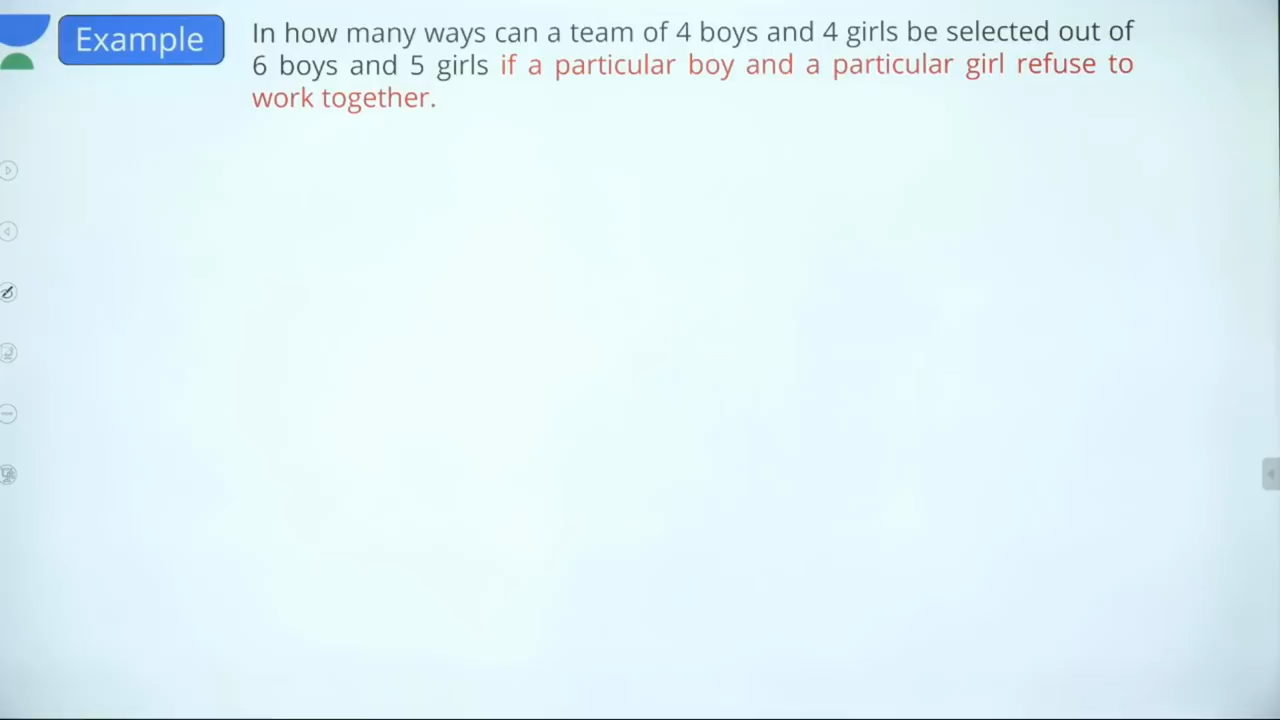 Example
In how many ways can a team of 4 boys and 4 girls be selected out of
6 boys and 5 girls if a particular boy and a particular girl refuse to
work together.